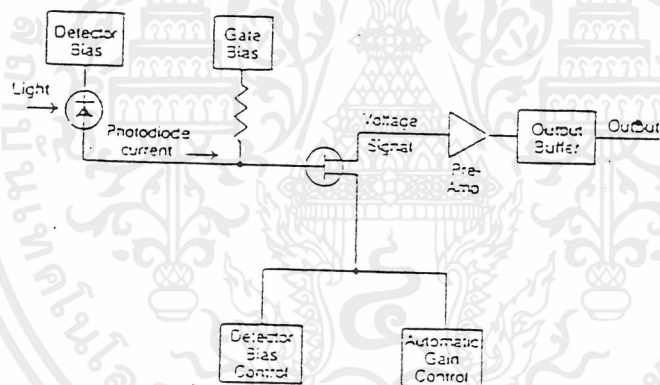 Detector
Bias
Gate
Bias
Light
Photodiode
current
Voltage
Signal
Pre-
Amp
Output
Buffer
Output
Detector
Bias
Control
Automatic
Gain
Control